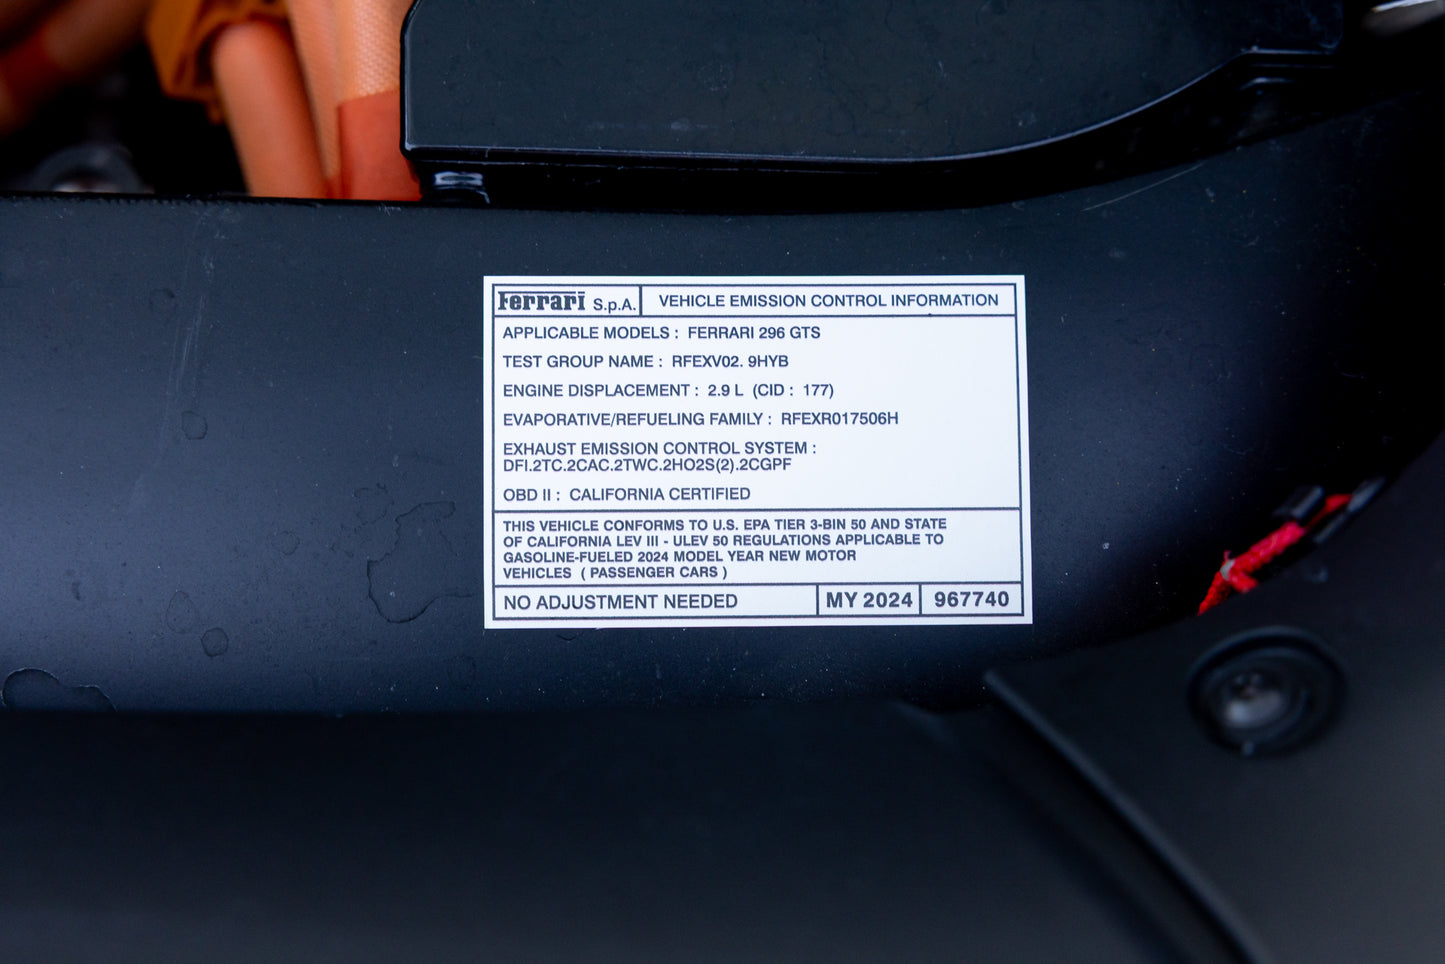 Ferrari S.p.A. VEHICLE EMISSION CONTROL INFORMATION
APPLICABLE MODELS : FERRARI 296 GTS
TEST GROUP NAME : RFEXV02. 9HYB
ENGINE DISPLACEMENT : 2.9 L (CID : 177)
EVAPORATIVE/REFUELING FAMILY : RFEXR017506H
EXHAUST EMISSION CONTROL SYSTEM :
DFI.2TC.2CAC.2TWC.2HO2S(2).2CGPF
OBD II : CALIFORNIA CERTIFIED
THIS VEHICLE CONFORMS TO U.S. EPA TIER 3-BIN 50 AND STATE
OF CALIFORNIA LEV III - ULEV 50 REGULATIONS APPLICABLE TO
GASOLINE-FUELED 2024 MODEL YEAR NEW MOTOR
VEHICLES ( PASSENGER CARS )
NO ADJUSTMENT NEEDED MY 2024 967740